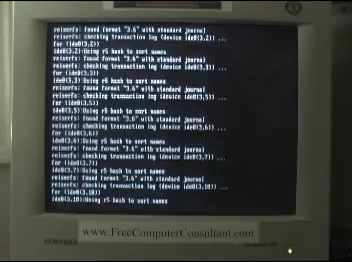 reiserfs: found format "3.6" with standard journal
reiserfs: checking transaction log (device ide0(3,2)) ...
for (ide0(3,2))
ide0(3,2):Using r5 hash to sort names
reiserfs: found format "3.6" with standard journal
reiserfs: checking transaction log (device ide0(3,3)) ...
for (ide0(3,3))
ide0(3,3):Using r5 hash to sort names
reiserfs: found format "3.6" with standard journal
reiserfs: checking transaction log (device ide0(3,5)) ...
for (ide0(3,5))
ide0(3,5):Using r5 hash to sort names
reiserfs: found format "3.6" with standard journal
reiserfs: checking transaction log (device ide0(3,6)) ...
for (ide0(3,6))
ide0(3,6):Using r5 hash to sort names
reiserfs: found format "3.6" with standard journal
reiserfs: checking transaction log (device ide0(3,7)) ...
for (ide0(3,7))
ide0(3,7):Using r5 hash to sort names
reiserfs: found format "3.6" with standard journal
reiserfs: checking transaction log (device ide0(3,10)) ...
for (ide0(3,10))
ide0(3,10):Using r5 hash to sort names
SAMSUNG
www.FreeComputerConsultant.com